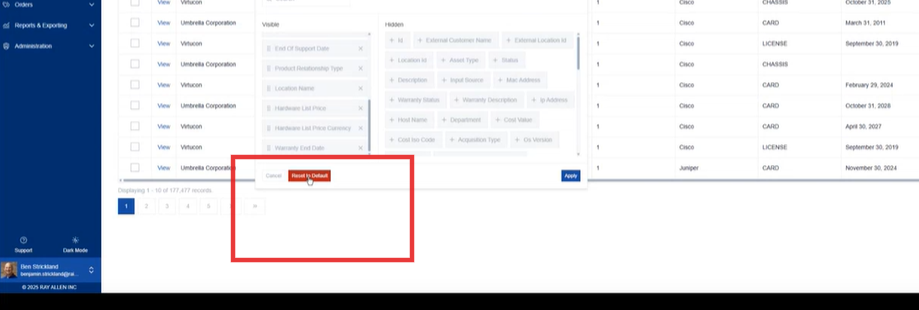 Orders
Reports & Exporting
Administration
Support
Dark Mode
Ben Strickland
© 2025 RAY ALLEN INC
View Virtucon
View Umbrella Corporation
View Virtucon
View Umbrella Corporation
View Virtucon
View Umbrella Corporation
View Virtucon
View Virtucon
View Umbrella Corporation
Displaying 1 - 10 of 177,477 records
1 2 3 4 5 »
Visible
End Of Support Date ×
Product Relationship Type ×
Location Name ×
Hardware List Price ×
Hardware List Price Currency ×
Warranty End Date ×
Cancel Reset to Default
Hidden
+ Id + External Customer Name + External Location Id
+ Location Id + Asset Type + Status
+ Description + Input Source + Mac Address
+ Warranty Status + Warranty Description + Ip Address
+ Host Name + Department + Cost Value
+ Cost Iso Code + Acquisition Type + Os Version
Apply
1 Cisco CHASSIS October 31, 2025
1 Cisco CARD March 31, 2011
1 Cisco LICENSE September 30, 2019
1 Cisco CHASSIS
1 Cisco CARD February 29, 2024
1 Cisco CARD October 31, 2028
1 Cisco CARD April 30, 2027
1 Cisco LICENSE September 30, 2019
1 Juniper CARD November 30, 2024